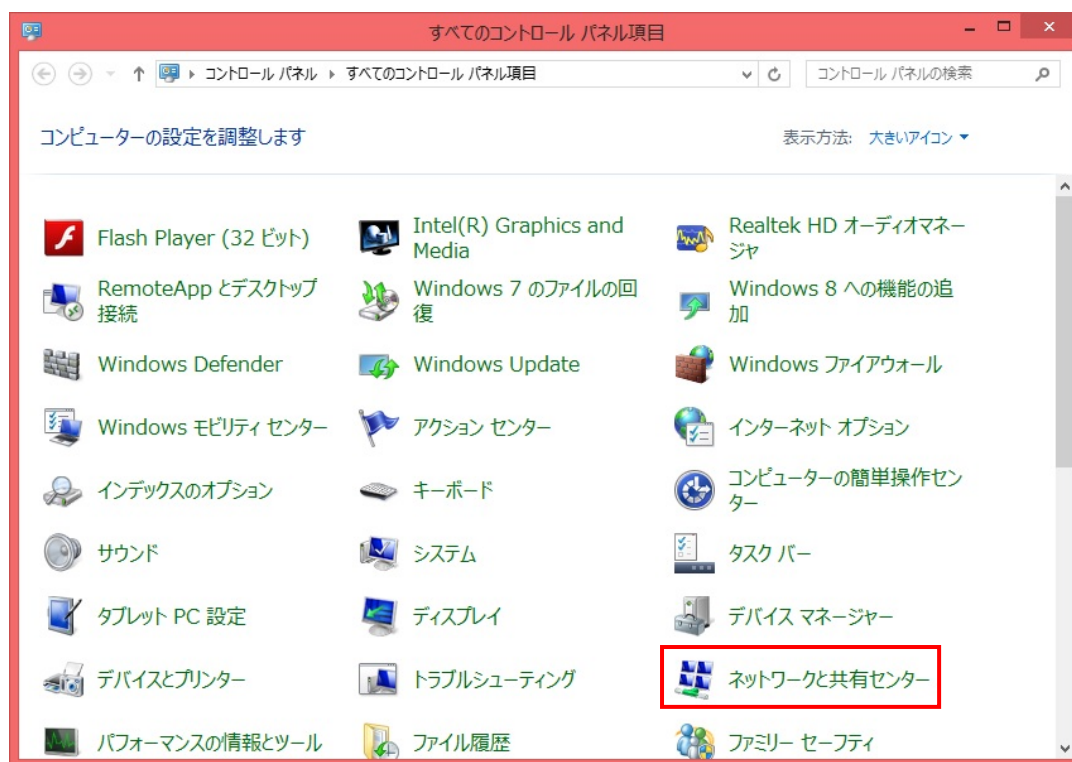 すべてのコントロール パネル項目
コントロール パネル ▸ すべてのコントロール パネル項目
コントロール パネルの検索
コンピューターの設定を調整します
表示方法: 大きいアイコン
Flash Player (32 ビット)
Intel(R) Graphics and
Media
Realtek HD オーディオマネー
ジャ
RemoteApp とデスクトップ
接続
Windows 7 のファイルの回
復
Windows 8 への機能の追
加
Windows Defender
Windows Update
Windows ファイアウォール
Windows モビリティ センター
アクション センター
インターネット オプション
インデックスのオプション
キーボード
コンピューターの簡単操作セン
ター
サウンド
システム
タスク バー
タブレット PC 設定
ディスプレイ
デバイス マネージャー
デバイスとプリンター
トラブルシューティング
ネットワークと共有センター
パフォーマンスの情報とツール
ファイル履歴
ファミリー セーフティ